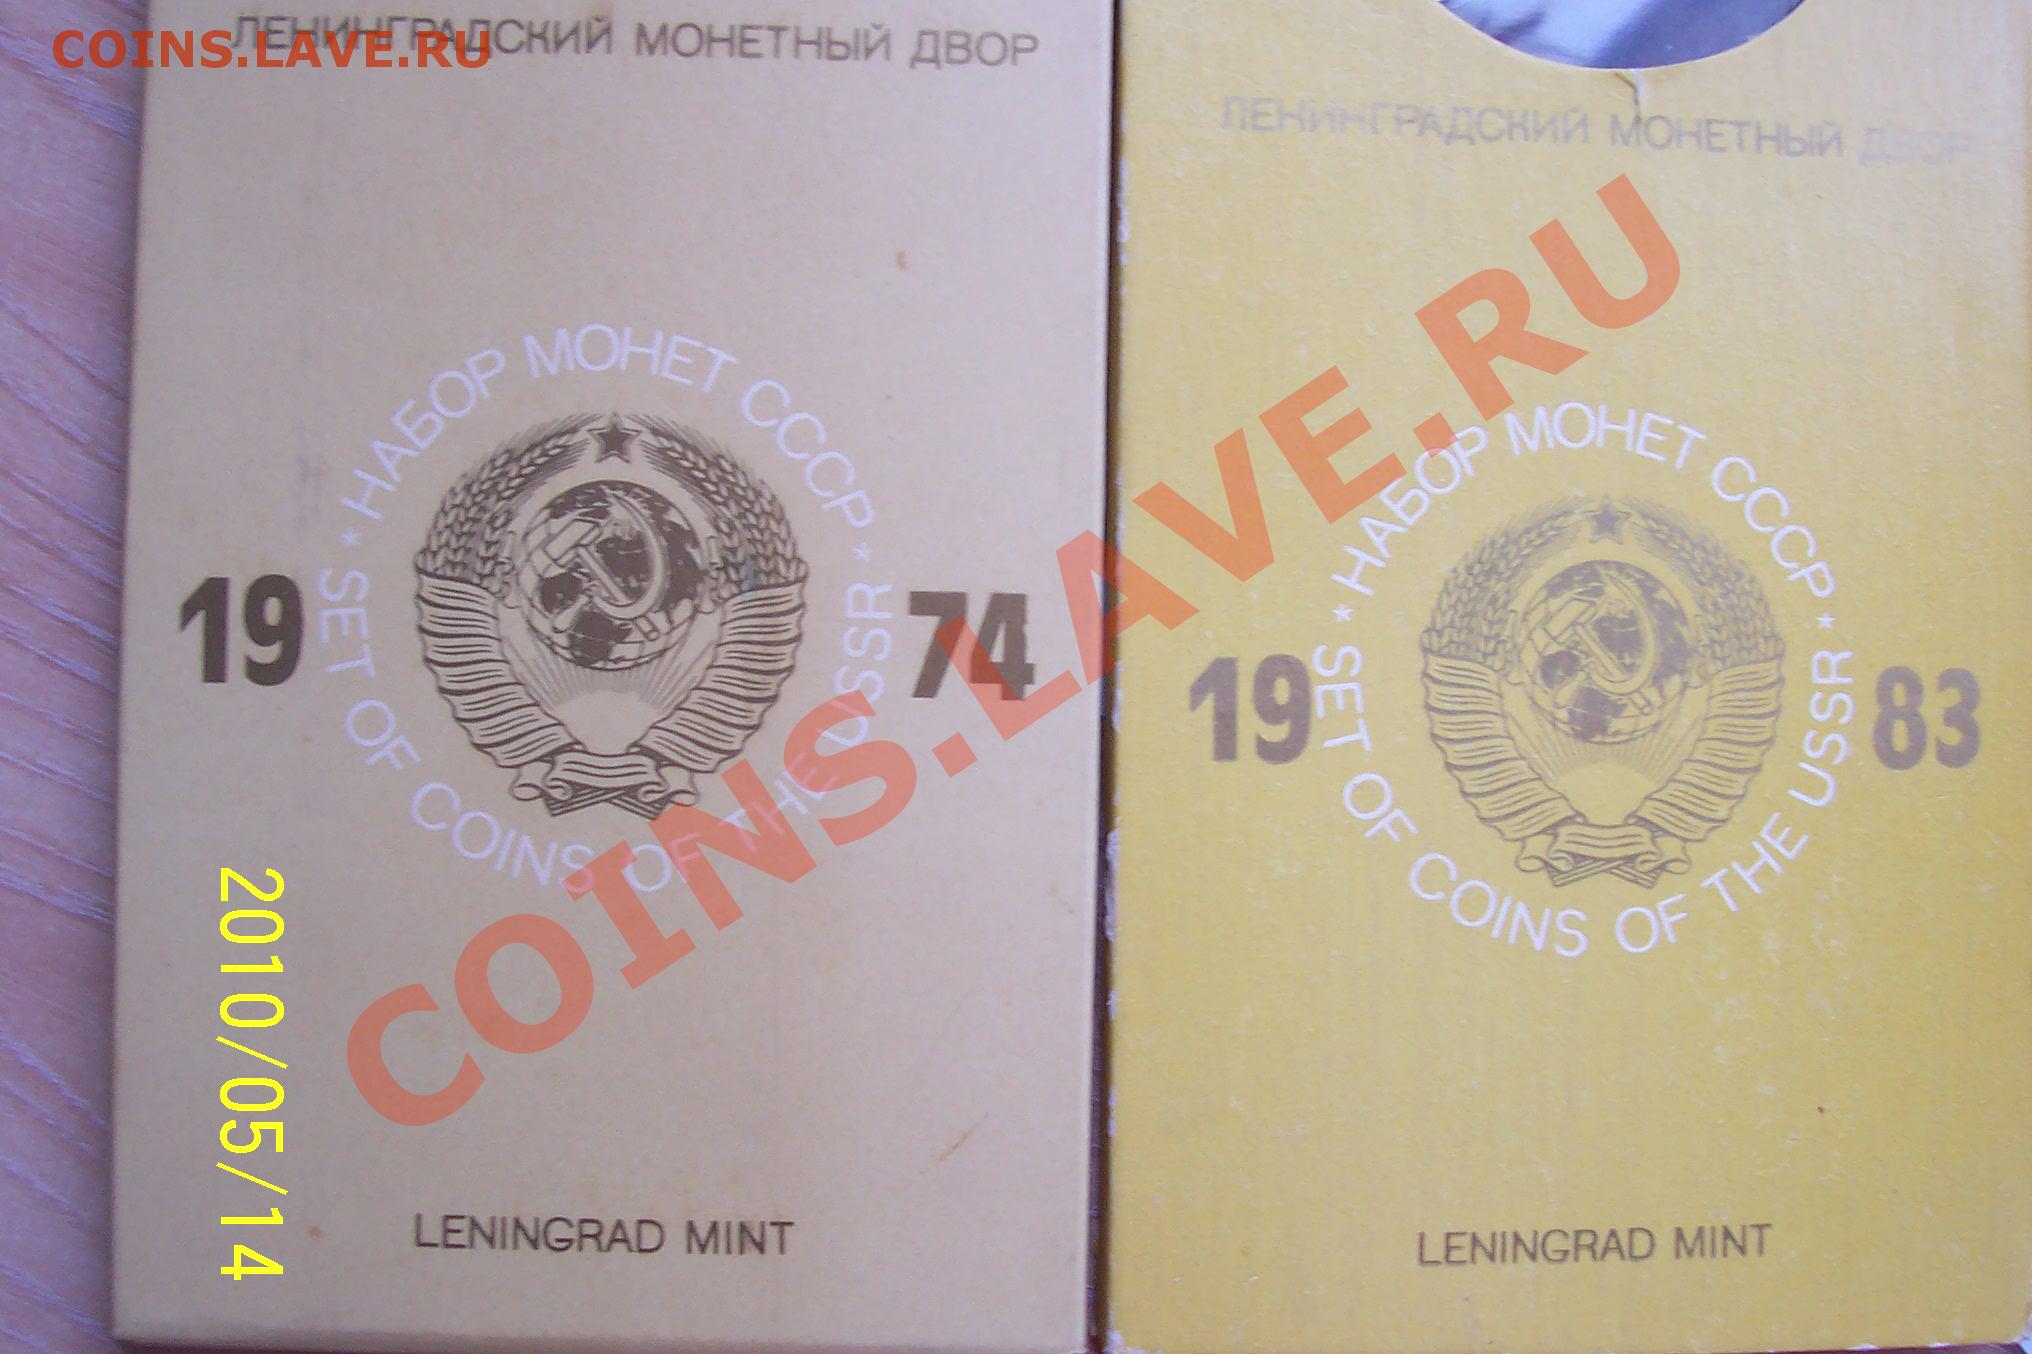 COINS.LAVE.RU
ЛЕНИНГРАДСКИЙ МОНЕТНЫЙ ДВОР
* НАБОР МОНЕТ СССР *
19 74
SET OF COINS OF THE USSR
LENINGRAD MINT
2010/05/14
ЛЕНИНГРАДСКИЙ МОНЕТНЫЙ ДВОР
* НАБОР МОНЕТ СССР *
19 83
SET OF COINS OF THE USSR
LENINGRAD MINT
COINS.LAVE.RU